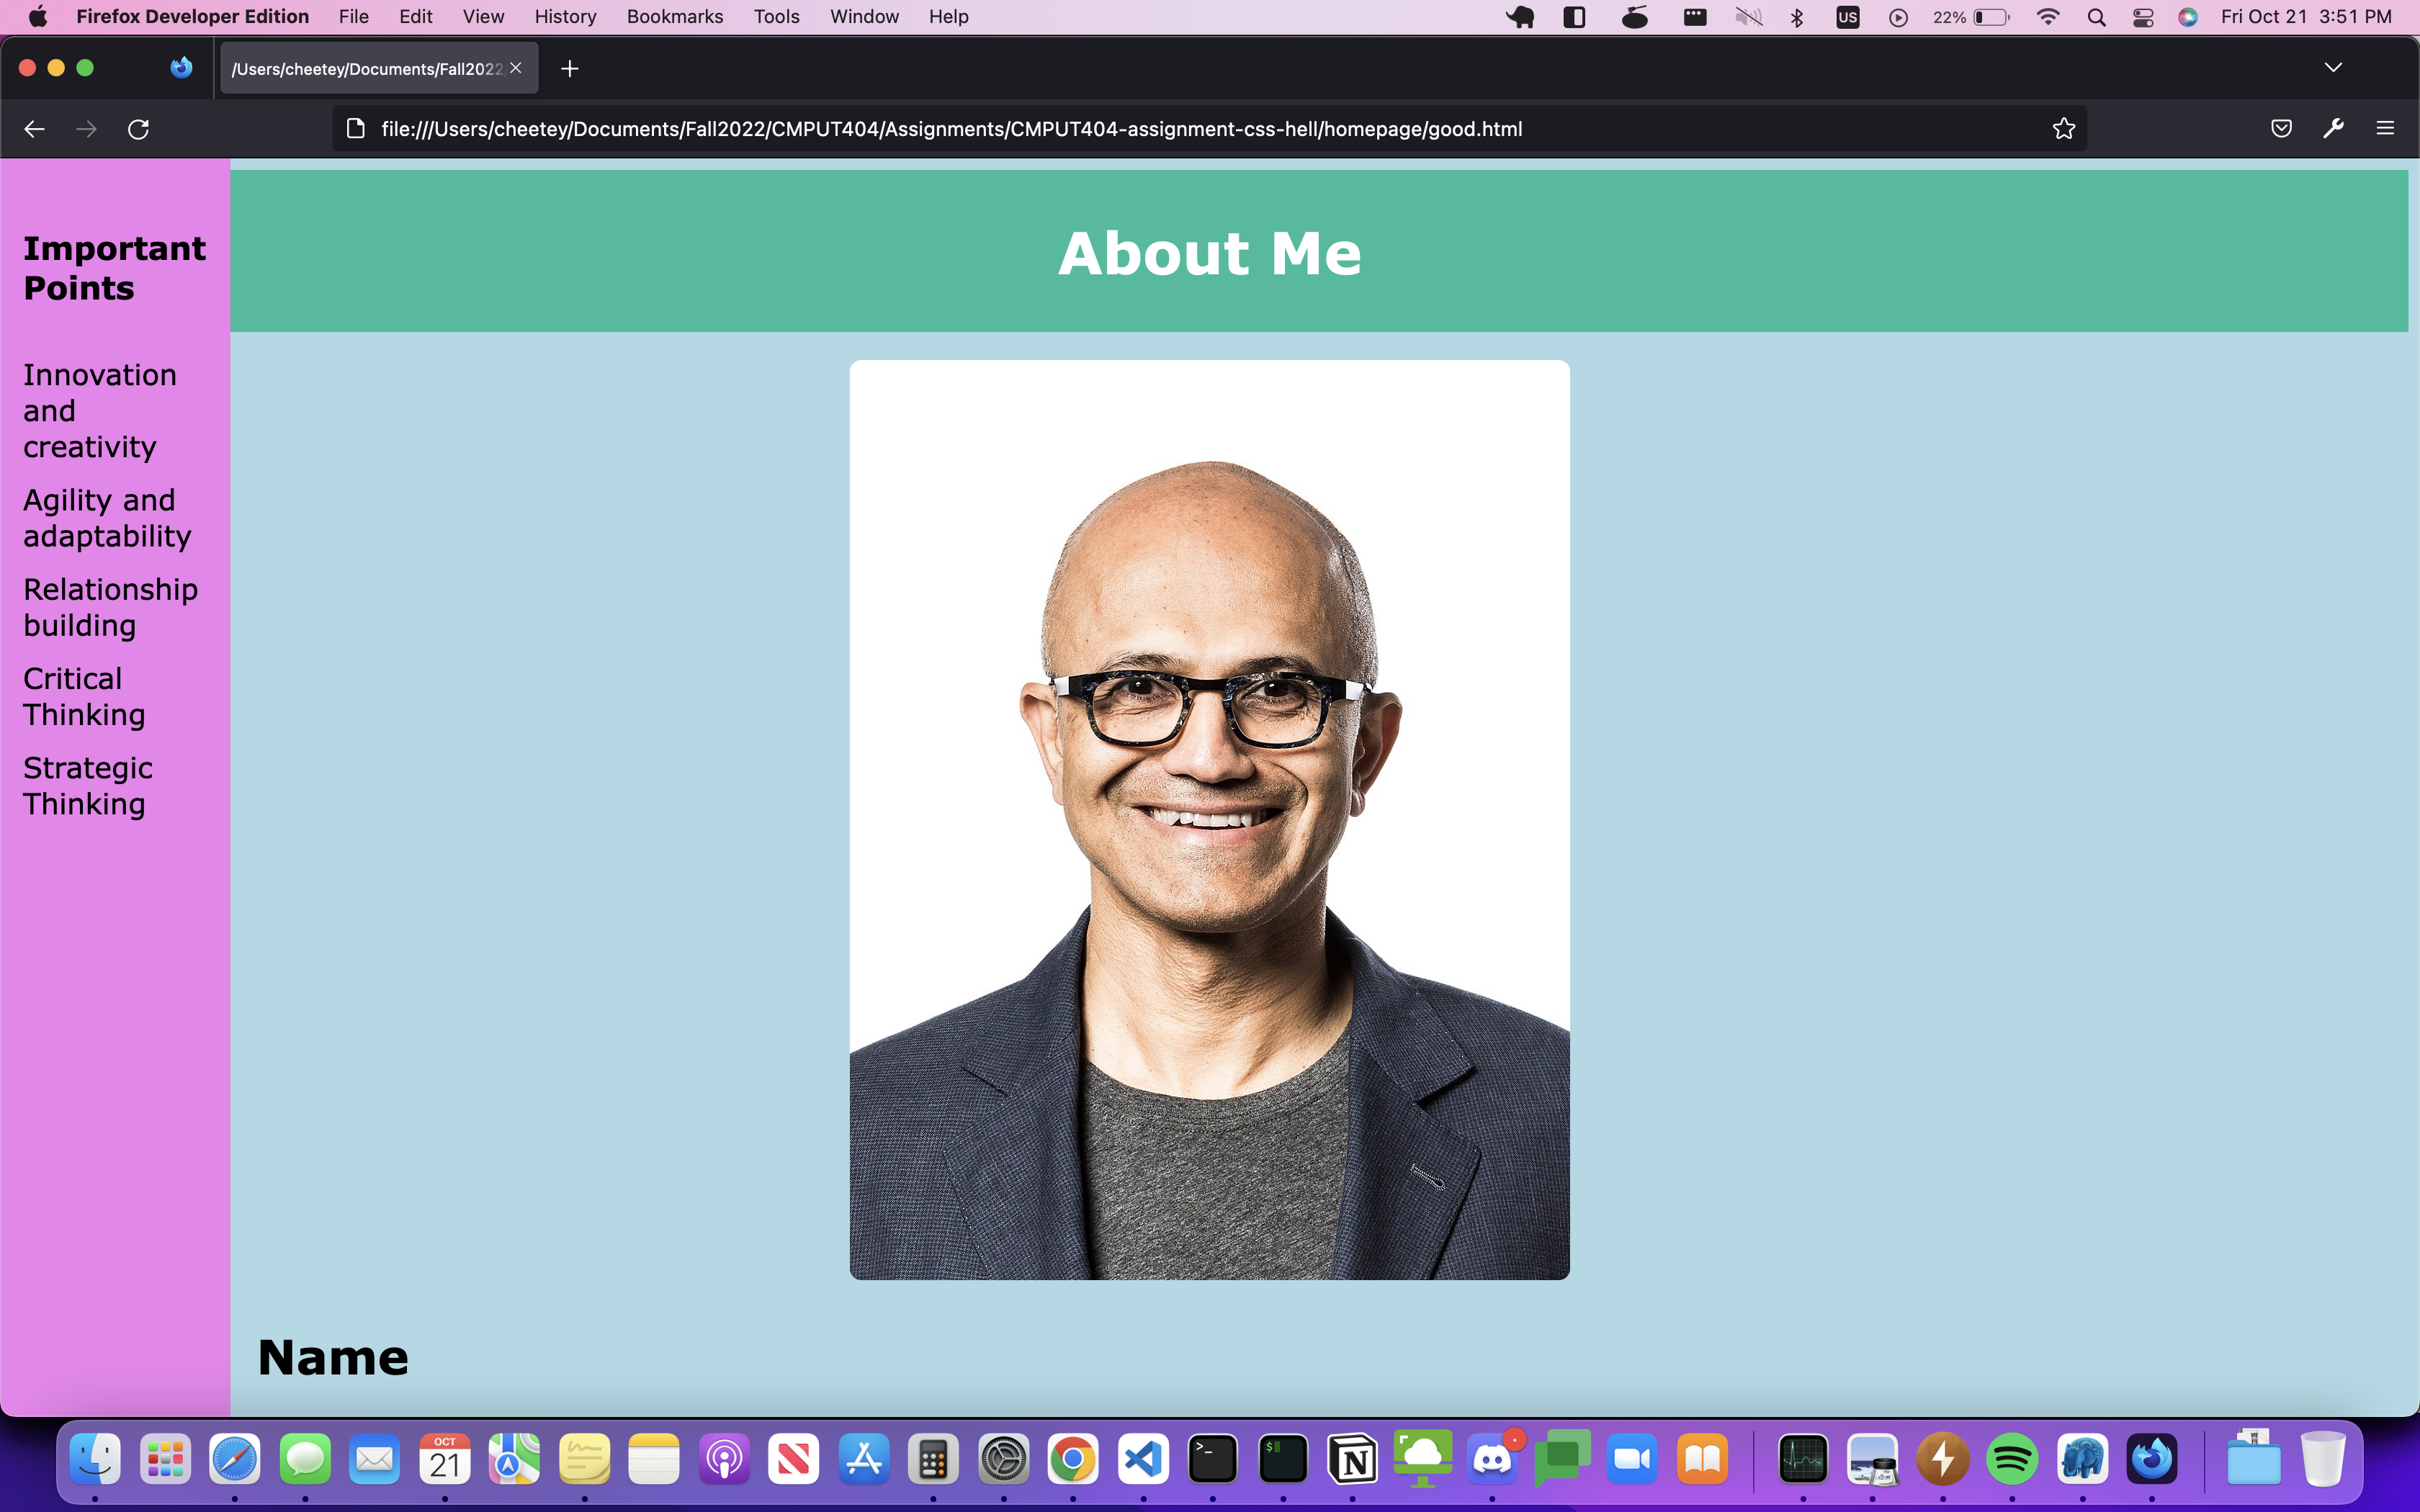 Firefox Developer Edition File Edit View History Bookmarks Tools Window Help US 22% Fri Oct 21 3:51 PM
/Users/cheetey/Documents/Fall2022
file:///Users/cheetey/Documents/Fall2022/CMPUT404/Assignments/CMPUT404-assignment-css-hell/homepage/good.html
About Me
Important
Points
Innovation
and
creativity
Agility and
adaptability
Relationship
building
Critical
Thinking
Strategic
Thinking
Name
OCT
21